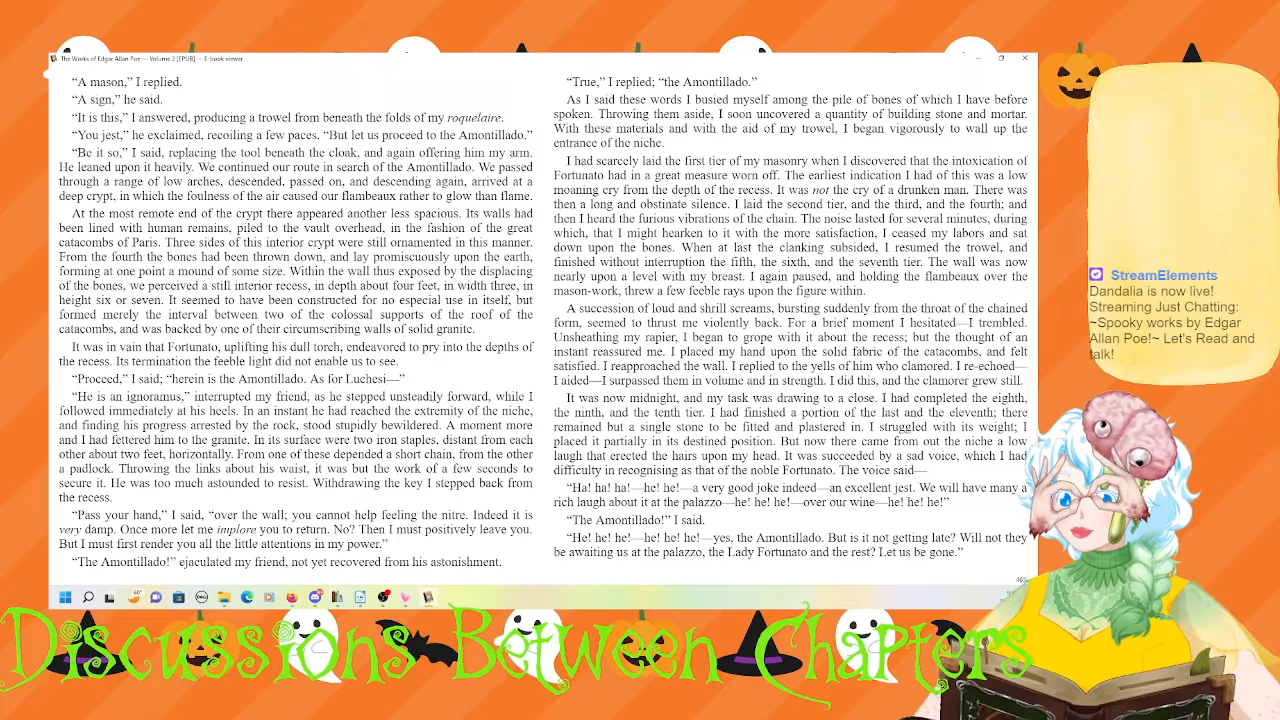 The Works of Edgar Allan Poe — Volume 2 [EPUB] — E-book viewer
“A mason,” I replied.
“A sign,” he said.
“It is this,” I answered, producing a trowel from beneath the folds of my roquelaire.
“You jest,” he exclaimed, recoiling a few paces. “But let us proceed to the Amontillado.”
“Be it so,” I said, replacing the tool beneath the cloak, and again offering him my arm.
He leaned upon it heavily. We continued our route in search of the Amontillado. We passed
through a range of low arches, descended, passed on, and descending again, arrived at a
deep crypt, in which the foulness of the air caused our flambeaux rather to glow than flame.
At the most remote end of the crypt there appeared another less spacious. Its walls had
been lined with human remains, piled to the vault overhead, in the fashion of the great
catacombs of Paris. Three sides of this interior crypt were still ornamented in this manner.
From the fourth the bones had been thrown down, and lay promiscuously upon the earth,
forming at one point a mound of some size. Within the wall thus exposed by the displacing
of the bones, we perceived a still interior recess, in depth about four feet, in width three, in
height six or seven. It seemed to have been constructed for no especial use in itself, but
formed merely the interval between two of the colossal supports of the roof of the
catacombs, and was backed by one of their circumscribing walls of solid granite.
It was in vain that Fortunato, uplifting his dull torch, endeavored to pry into the depths of
the recess. Its termination the feeble light did not enable us to see.
“Proceed,” I said; “herein is the Amontillado. As for Luchesi—”
“He is an ignoramus,” interrupted my friend, as he stepped unsteadily forward, while I
followed immediately at his heels. In an instant he had reached the extremity of the niche,
and finding his progress arrested by the rock, stood stupidly bewildered. A moment more
and I had fettered him to the granite. In its surface were two iron staples, distant from each
other about two feet, horizontally. From one of these depended a short chain, from the other
a padlock. Throwing the links about his waist, it was but the work of a few seconds to
secure it. He was too much astounded to resist. Withdrawing the key I stepped back from
the recess.
“Pass your hand,” I said, “over the wall; you cannot help feeling the nitre. Indeed it is
very damp. Once more let me implore you to return. No? Then I must positively leave you.
But I must first render you all the little attentions in my power.”
“The Amontillado!” ejaculated my friend, not yet recovered from his astonishment.
“True,” I replied; “the Amontillado.”
As I said these words I busied myself among the pile of bones of which I have before
spoken. Throwing them aside, I soon uncovered a quantity of building stone and mortar.
With these materials and with the aid of my trowel, I began vigorously to wall up the
entrance of the niche.
I had scarcely laid the first tier of my masonry when I discovered that the intoxication of
Fortunato had in a great measure worn off. The earliest indication I had of this was a low
moaning cry from the depth of the recess. It was not the cry of a drunken man. There was
then a long and obstinate silence. I laid the second tier, and the third, and the fourth; and
then I heard the furious vibrations of the chain. The noise lasted for several minutes, during
which, that I might hearken to it with the more satisfaction, I ceased my labors and sat
down upon the bones. When at last the clanking subsided, I resumed the trowel, and
finished without interruption the fifth, the sixth, and the seventh tier. The wall was now
nearly upon a level with my breast. I again paused, and holding the flambeaux over the
mason-work, threw a few feeble rays upon the figure within.
A succession of loud and shrill screams, bursting suddenly from the throat of the chained
form, seemed to thrust me violently back. For a brief moment I hesitated—I trembled.
Unsheathing my rapier, I began to grope with it about the recess; but the thought of an
instant reassured me. I placed my hand upon the solid fabric of the catacombs, and felt
satisfied. I reapproached the wall. I replied to the yells of him who clamored. I re-echoed—
I aided—I surpassed them in volume and in strength. I did this, and the clamorer grew still.
It was now midnight, and my task was drawing to a close. I had completed the eighth,
the ninth, and the tenth tier. I had finished a portion of the last and the eleventh; there
remained but a single stone to be fitted and plastered in. I struggled with its weight; I
placed it partially in its destined position. But now there came from out the niche a low
laugh that erected the hairs upon my head. It was succeeded by a sad voice, which I had
difficulty in recognising as that of the noble Fortunato. The voice said—
“Ha! ha! ha!—he! he!—a very good joke indeed—an excellent jest. We will have many a
rich laugh about it at the palazzo—he! he! he!—over our wine—he! he! he!”
“The Amontillado!” I said.
“He! he! he!—he! he! he!—yes, the Amontillado. But is it not getting late? Will not they
be awaiting us at the palazzo, the Lady Fortunato and the rest? Let us be gone.”
46%
60°
StreamElements
Dandalia is now live!
Streaming Just Chatting:
~Spooky works by Edgar
Allan Poe!~ Let's Read and
talk!
Discussions Between Chapters